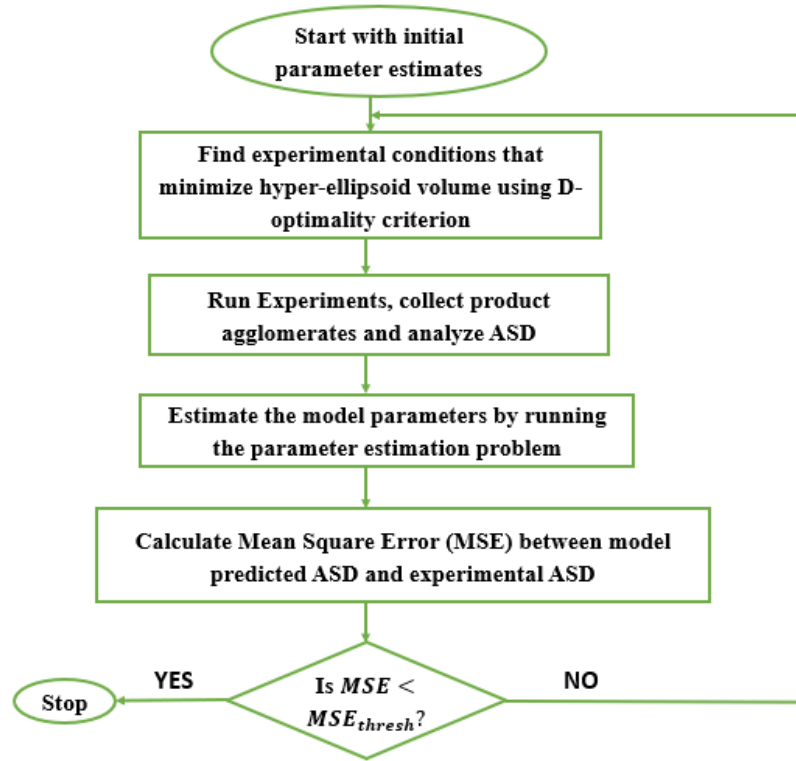 Start with initial
parameter estimates
Find experimental conditions that
minimize hyper-ellipsoid volume using D-
optimality criterion
Run Experiments, collect product
agglomerates and analyze ASD
Estimate the model parameters by running
the parameter estimation problem
Calculate Mean Square Error (MSE) between model
predicted ASD and experimental ASD
YES
NO
Stop
Is MSE <
MSE_thresh?